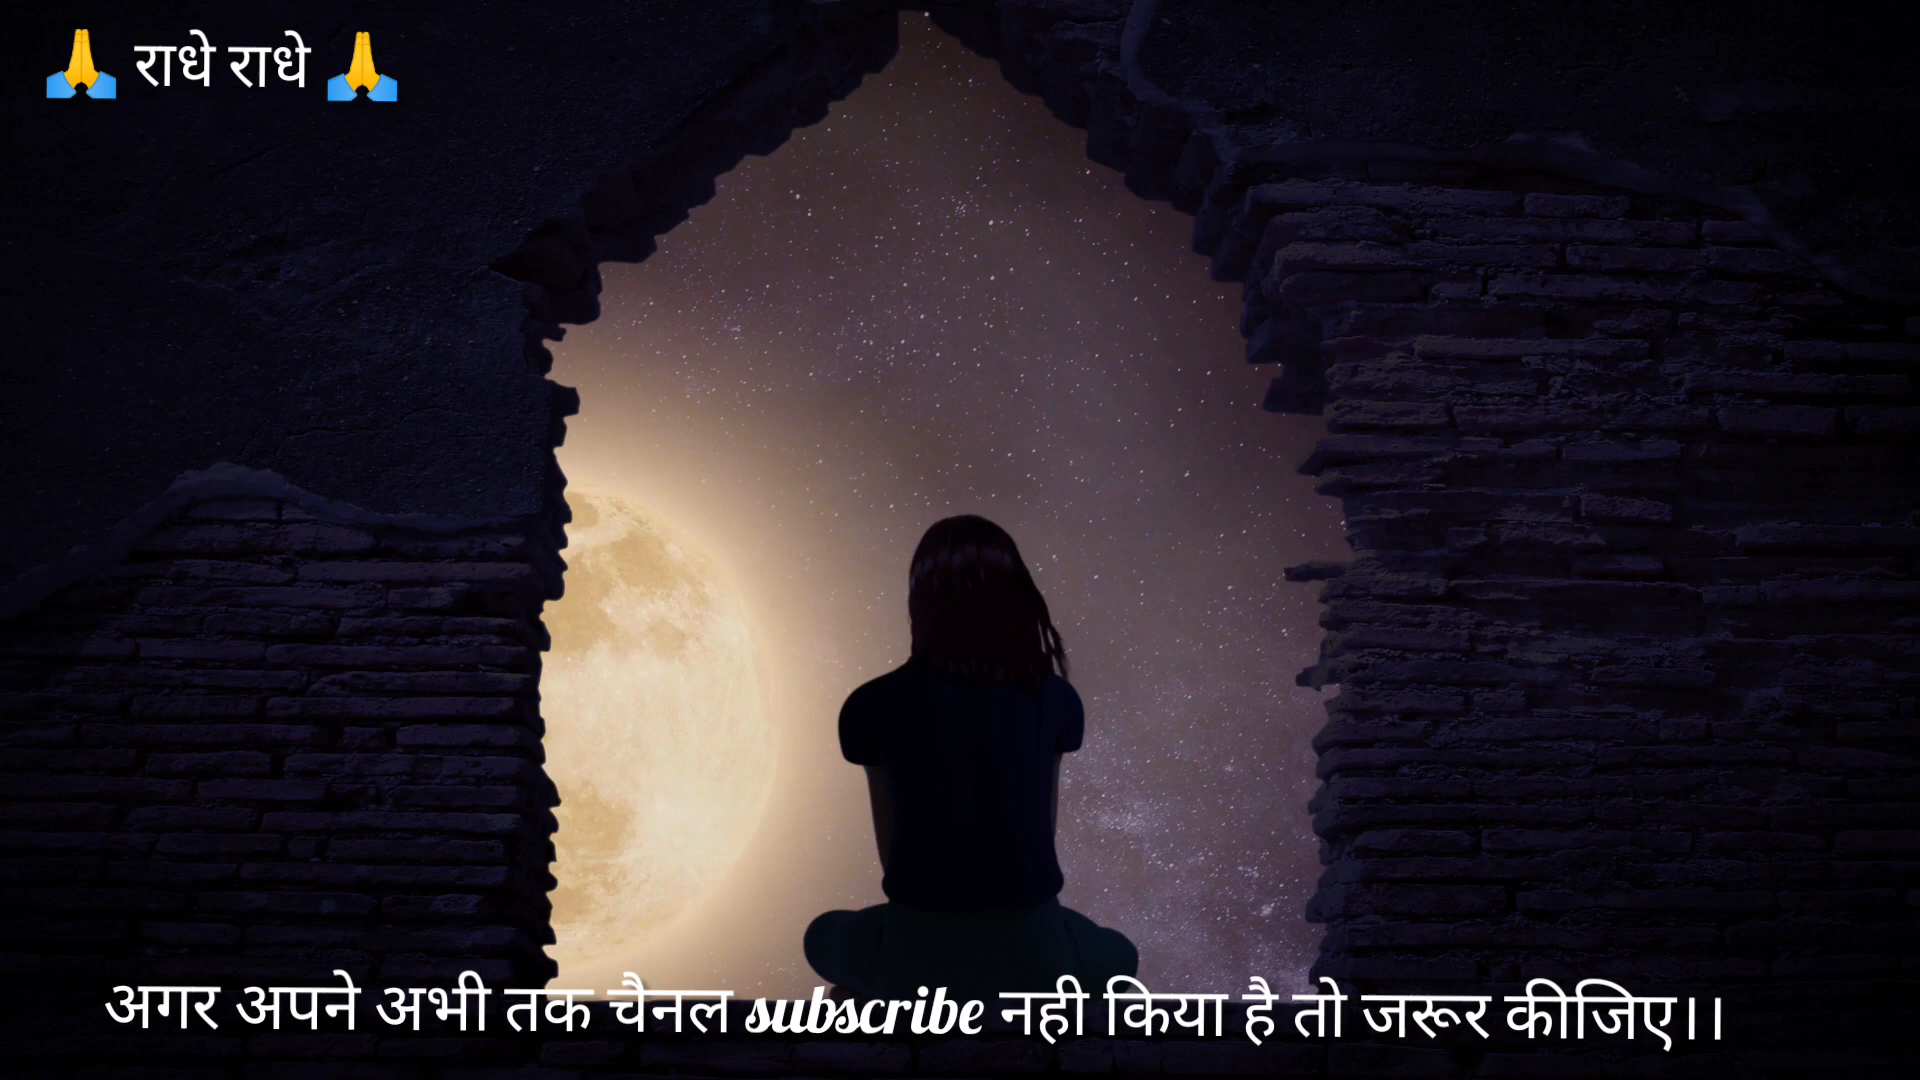 🙏 राधे राधे 🙏
अगर अपने अभी तक चैनल subscribe नही किया है तो जरूर कीजिए।।